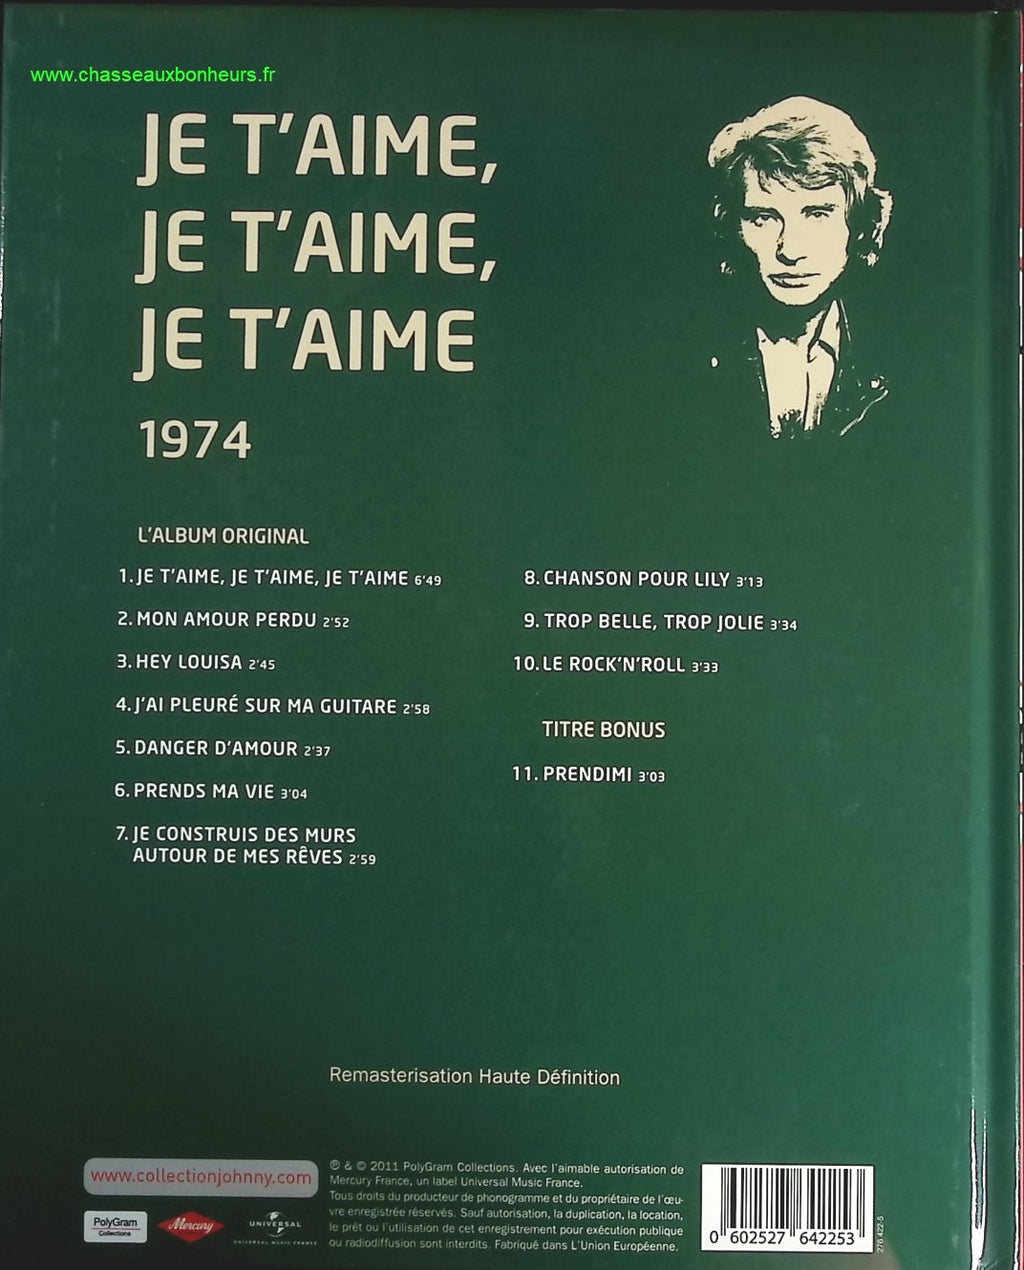 www.chasseauxbonheurs.fr
JE T'AIME,
JE T'AIME,
JE T'AIME
1974
L'ALBUM ORIGINAL
1. JE T'AIME, JE T'AIME, JE T'AIME 6'49
2. MON AMOUR PERDU 2'52
3. HEY LOUISA 2'45
4. J'AI PLEURÉ SUR MA GUITARE 2'58
5. DANGER D'AMOUR 2'37
6. PRENDS MA VIE 3'04
7. JE CONSTRUIS DES MURS
AUTOUR DE MES RÊVES 2'59
8. CHANSON POUR LILY 3'13
9. TROP BELLE, TROP JOLIE 3'34
10. LE ROCK'N'ROLL 3'33
TITRE BONUS
11. PRENDIMI 3'03
Remasterisation Haute Définition
www.collectionjohnny.com
PolyGram
Collections
Mercury
UNIVERSAL
UNIVERSAL MUSIC FRANCE
℗ & © 2011 PolyGram Collections. Avec l'aimable autorisation de
Mercury France, un label Universal Music France.
Tous droits du producteur de phonogramme et du propriétaire de l'œu-
vre enregistrée réservés. Sauf autorisation, la duplication, la location,
le prêt ou l'utilisation de cet enregistrement pour exécution publique
ou radiodiffusion sont interdits. Fabriqué dans L'Union Européenne.
0 602527 642253
276 422-5